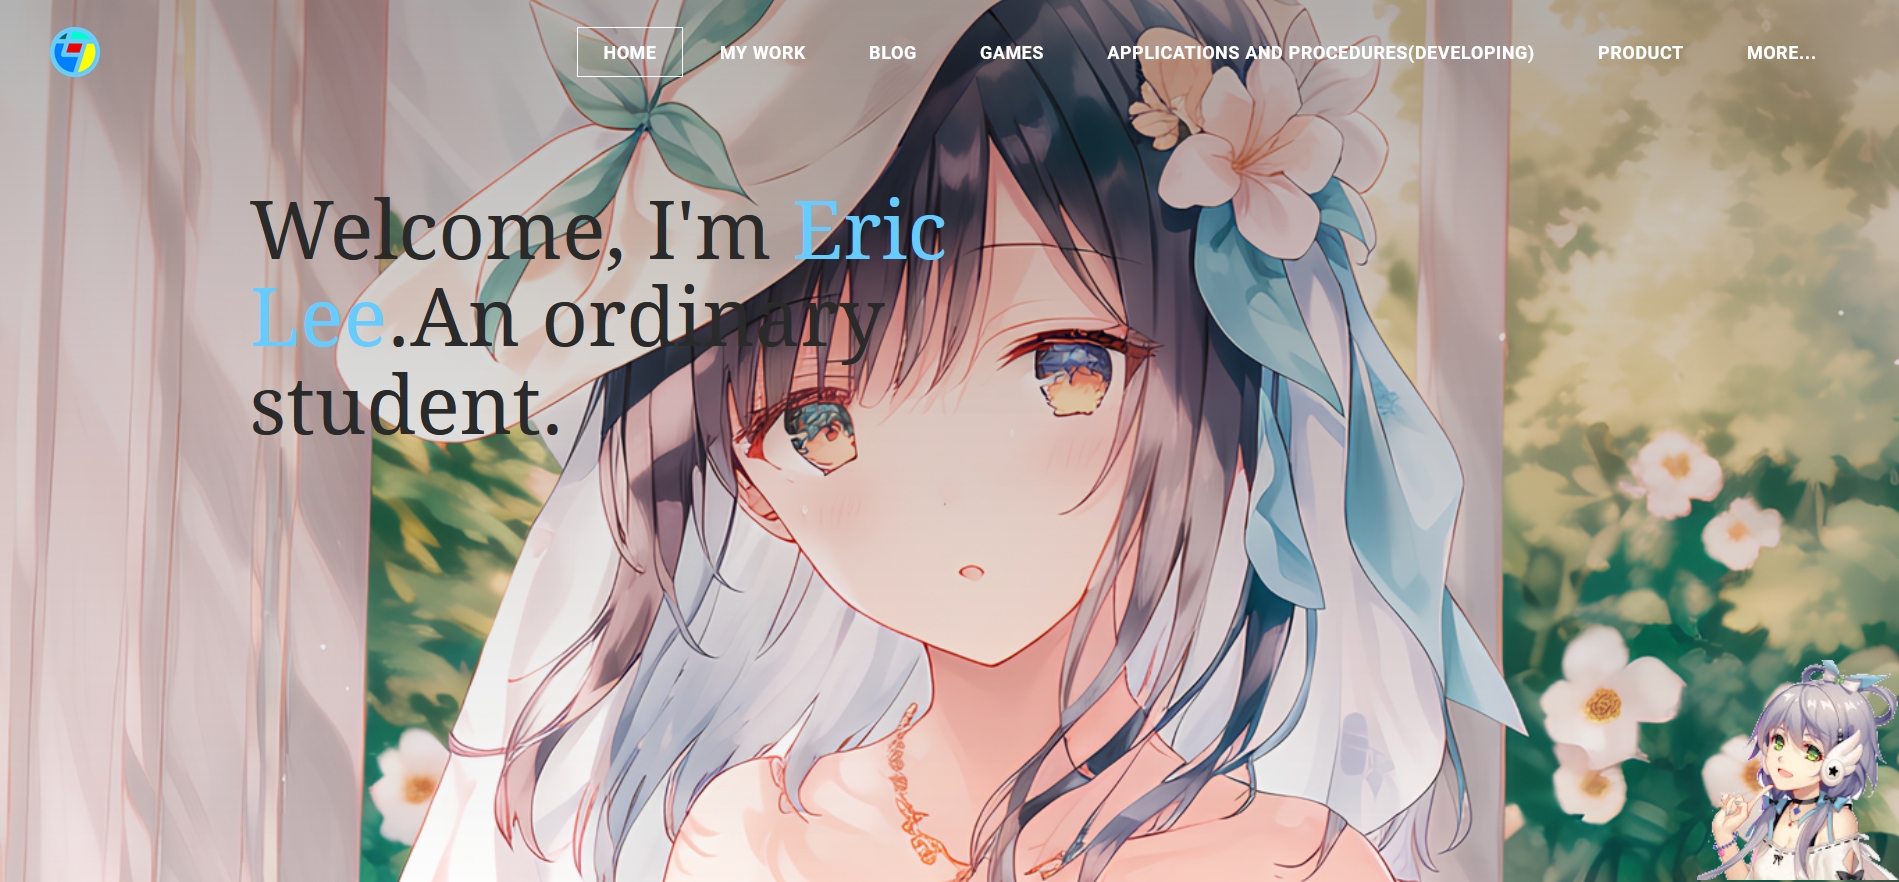 HOME MY WORK BLOG GAMES APPLICATIONS AND PROCEDURES(DEVELOPING) PRODUCT MORE...
Welcome, I'm Eric
Lee.An ordinary
student.